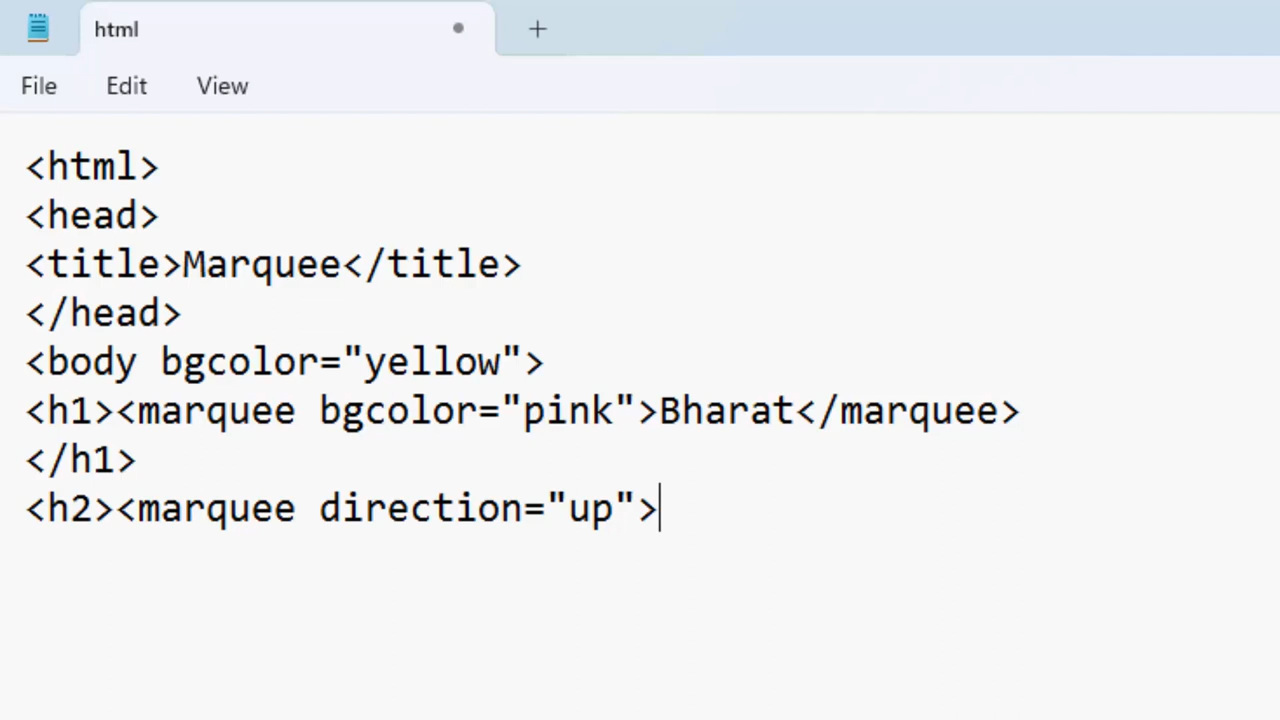 html
File Edit View
<html>
<head>
<title>Marquee</title>
</head>
<body bgcolor="yellow">
<h1><marquee bgcolor="pink">Bharat</marquee>
</h1>
<h2><marquee direction="up">